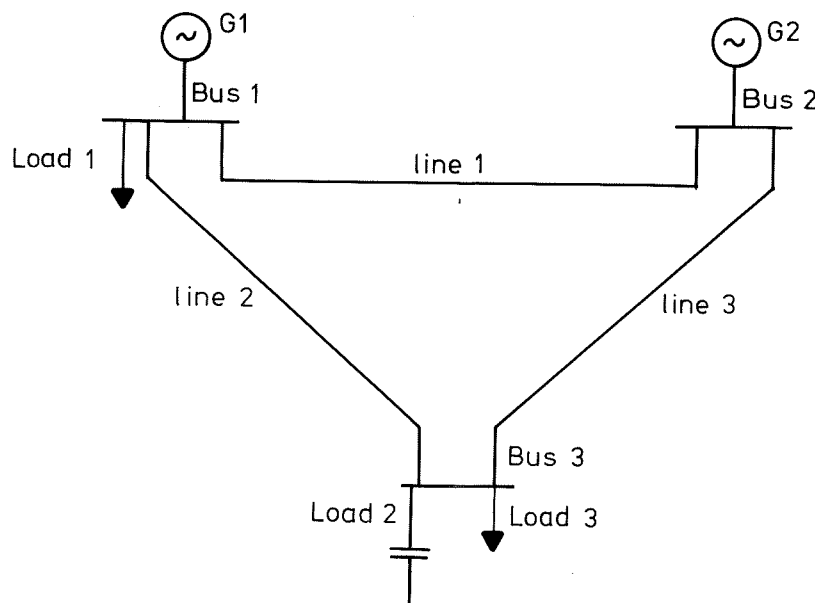 G1
G2
Bus 1
Bus 2
Load 1
line 1
line 2
line 3
Bus 3
Load 2
Load 3